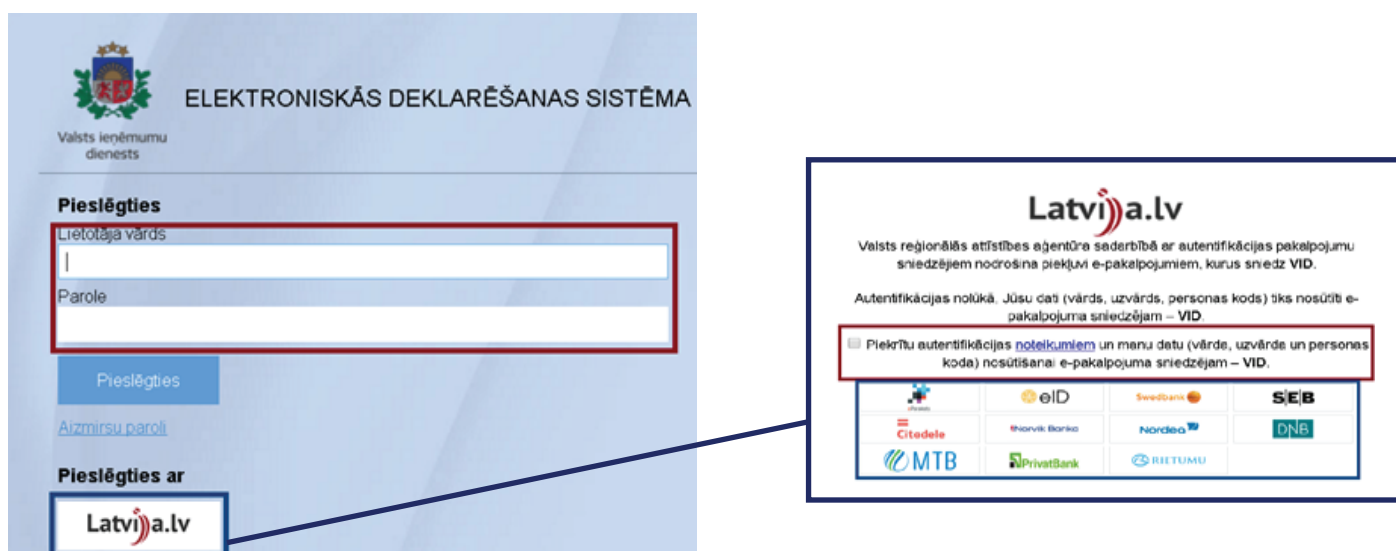 Valsts ieņēmumu
dienests
ELEKTRONISKĀS DEKLARĒŠANAS SISTĒMA
Pieslēgties
Lietotāja vārds
Parole
Pieslēgties
Aizmirsu paroli
Pieslēgties ar
Latvija.lv
Latvija.lv
Valsts reģionālās attīstības aģentūra sadarbībā ar autentifikācijas pakalpojumu
sniedzējiem nodrošina piekļuvi e-pakalpojumiem, kurus sniedz VID.
Autentifikācijas nolūkā, Jūsu dati (vārds, uzvārds, personas kods) tiks nosūtīti e-
pakalpojuma sniedzējam – VID.
Piekrītu autentifikācijas noteikumiem un manu datu (vārda, uzvārda un personas
koda) nosūtīšanai e-pakalpojuma sniedzējam – VID.
eID Swedbank SEB
Citadele Norvik Banka Nordea DNB
MTB PrivatBank RIETUMU